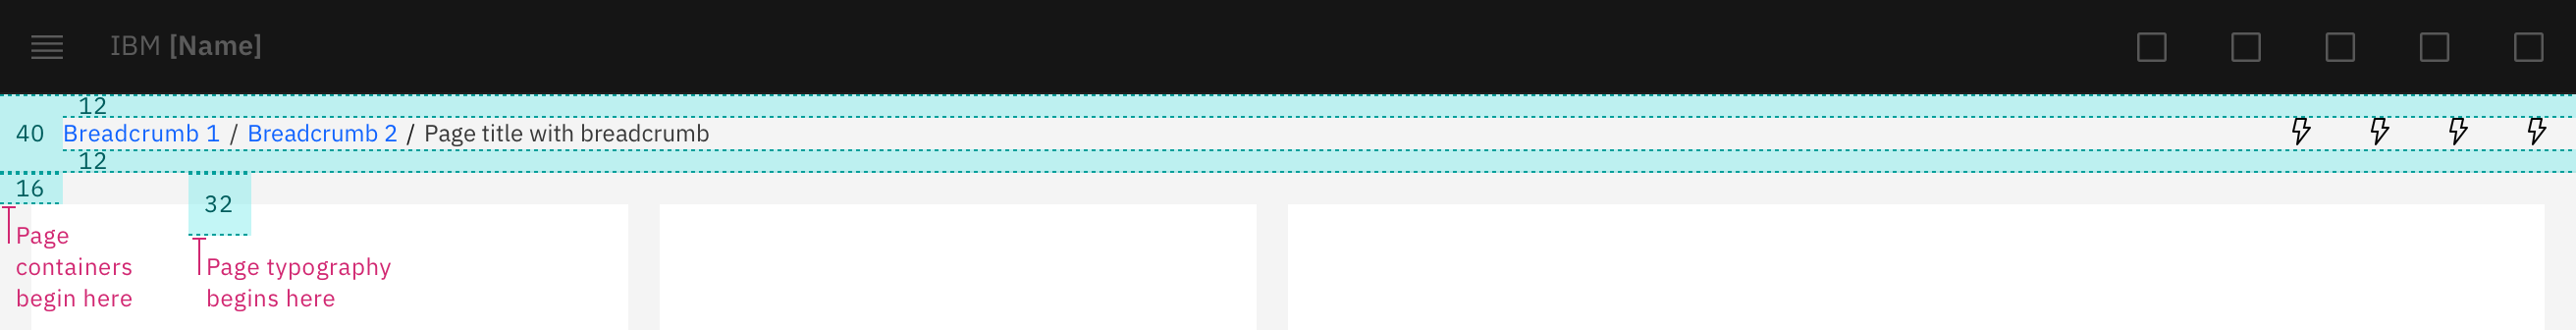 IBM [Name]
12
40 Breadcrumb 1 / Breadcrumb 2 / Page title with breadcrumb
12
16
32
Page
containers
begin here
Page typography
begins here